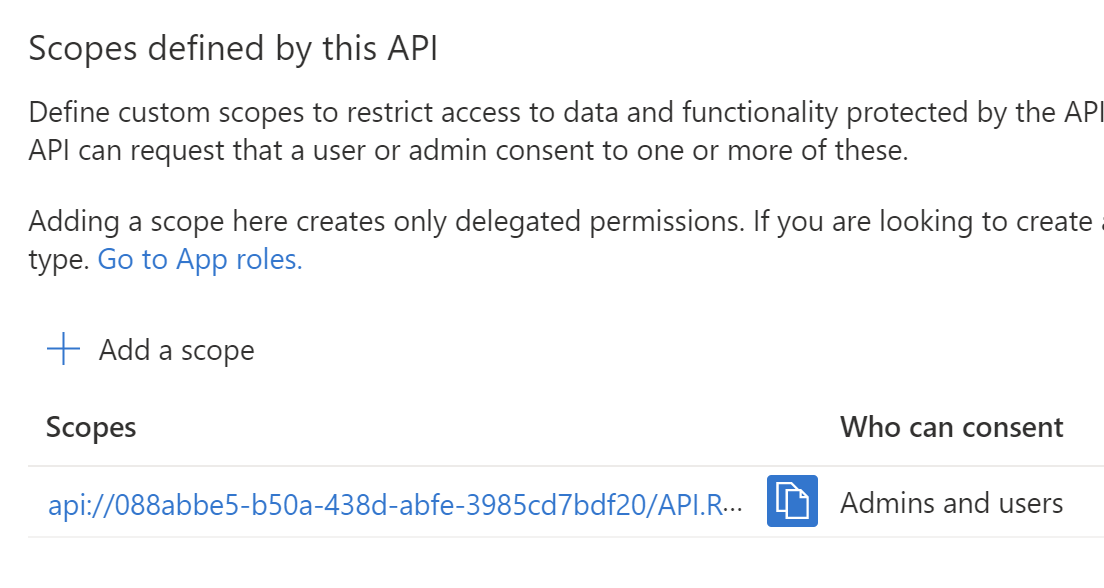 Scopes defined by this API
Define custom scopes to restrict access to data and functionality protected by the API
API can request that a user or admin consent to one or more of these.
Adding a scope here creates only delegated permissions. If you are looking to create
type. Go to App roles.
Add a scope
Scopes Who can consent
api://088abbe5-b50a-438d-abfe-3985cd7bdf20/API.R... Admins and users